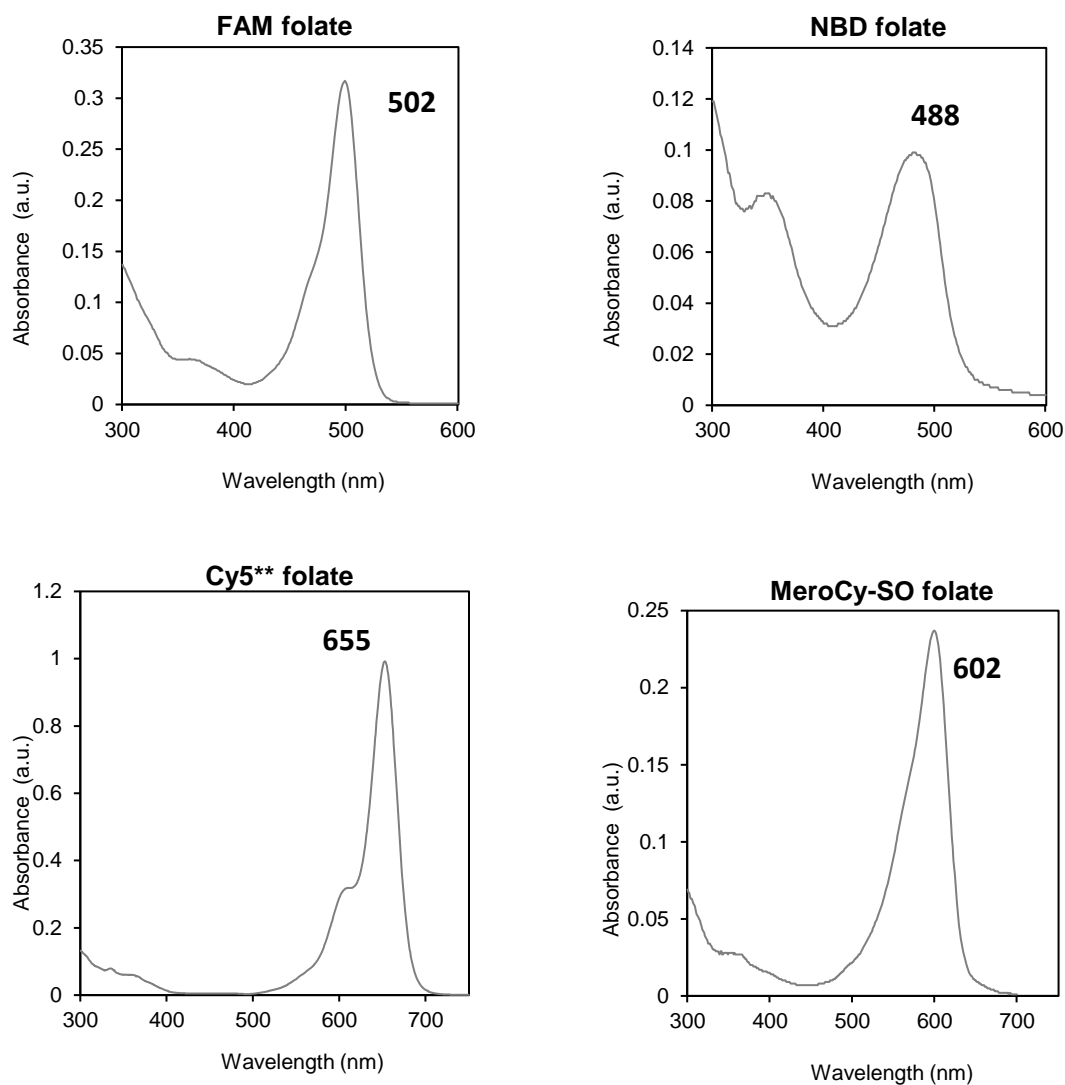 FAM folate
0.35
0.3
0.25
0.2
0.15
0.1
0.05
0
502
Absorbance (a.u.)
300 400 500 600
Wavelength (nm)
NBD folate
0.14
0.12
0.1
0.08
0.06
0.04
0.02
0
488
Absorbance (a.u.)
300 400 500 600
Wavelength (nm)
Cy5** folate
1.2
1
0.8
0.6
0.4
0.2
0
655
Absorbance (a.u.)
300 400 500 600 700
Wavelength (nm)
MeroCy-SO folate
0.25
0.2
0.15
0.1
0.05
0
602
Absorbance (a.u.)
300 400 500 600 700
Wavelength (nm)